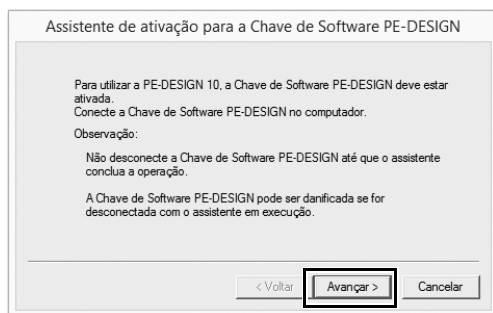 Assistente de ativação para a Chave de Software PE-DESIGN
Para utilizar a PE-DESIGN 10, a Chave de Software PE-DESIGN deve estar
ativada.
Conecte a Chave de Software PE-DESIGN no computador.
Observação:
Não desconecte a Chave de Software PE-DESIGN até que o assistente
conclua a operação.
A Chave de Software PE-DESIGN pode ser danificada se for
desconectada com o assistente em execução.
< Voltar Avançar > Cancelar